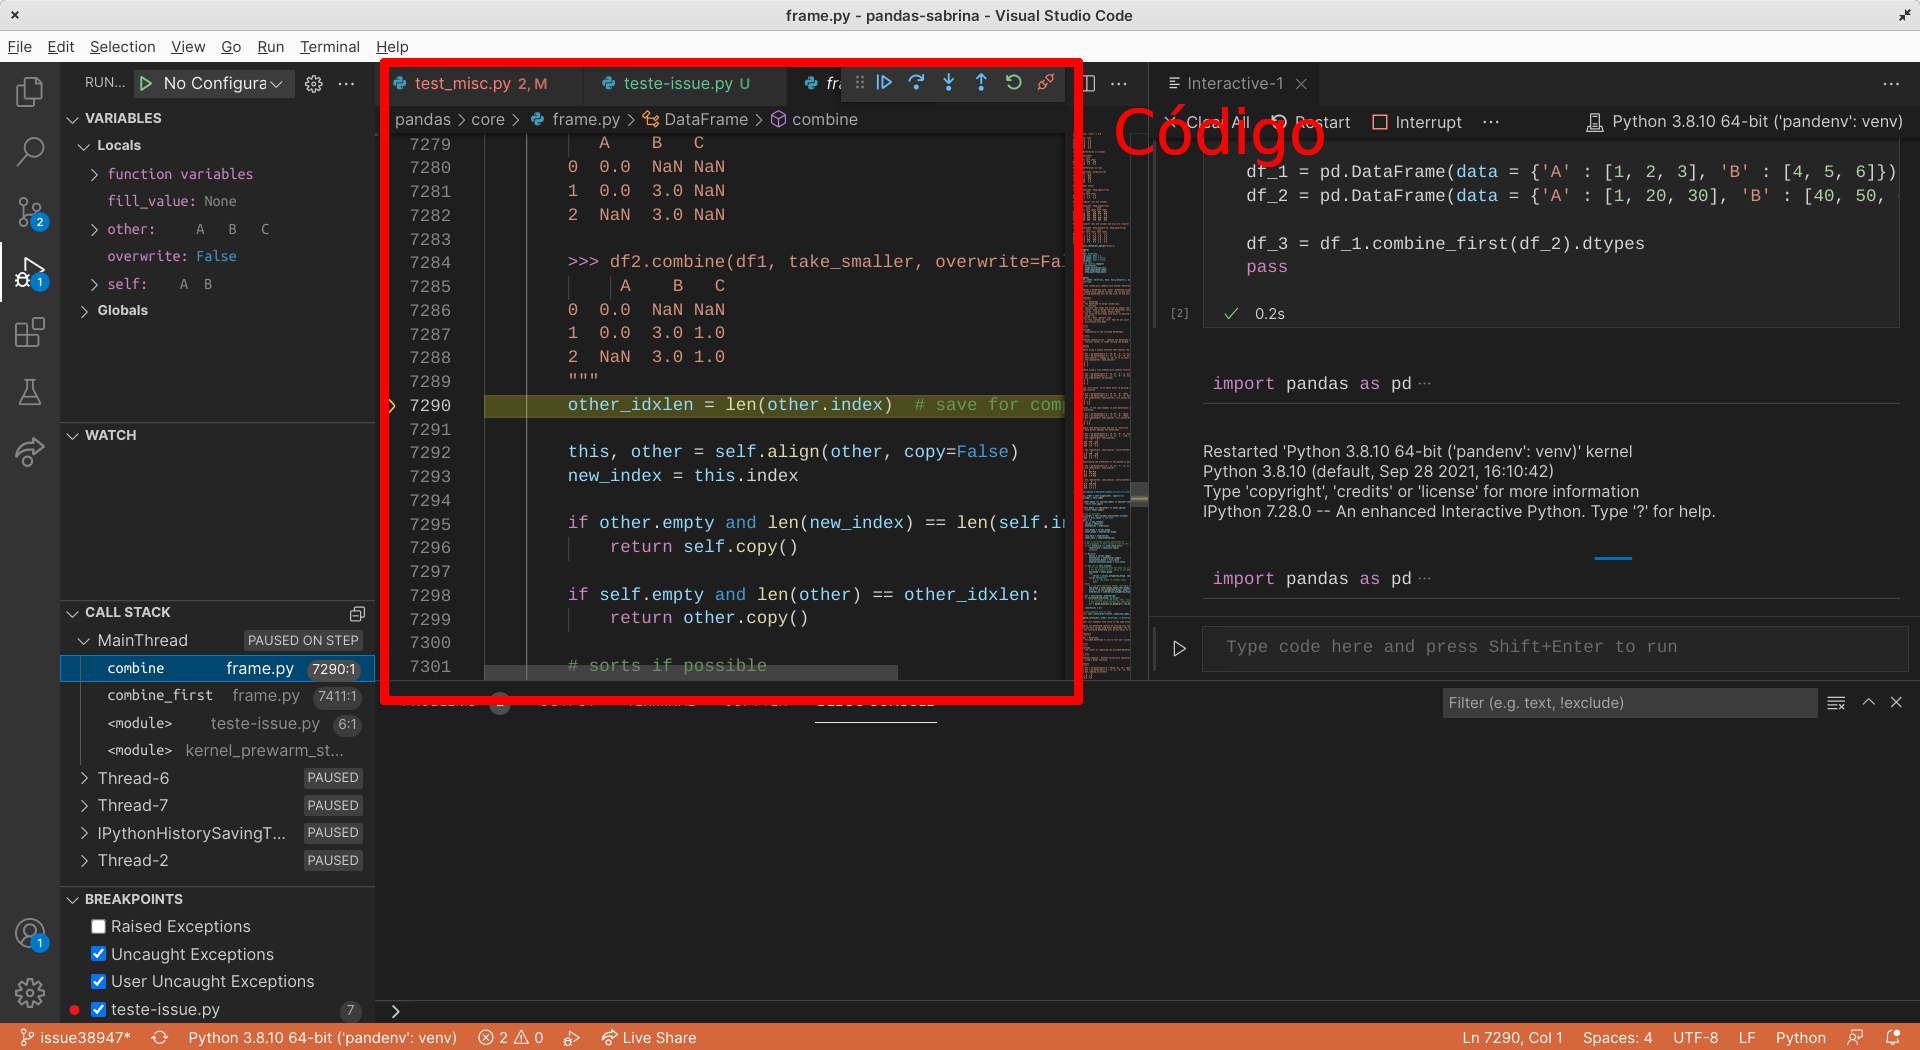 frame.py - pandas-sabrina - Visual Studio Code
File Edit Selection View Go Run Terminal Help
RUN... No Configura
VARIABLES
Locals
function variables
fill_value: None
other: A B C
overwrite: False
self: A B
Globals
WATCH
CALL STACK
MainThread PAUSED ON STEP
combine frame.py 7290:1
combine_first frame.py 7411:1
<module> teste-issue.py 6:1
<module> kernel_prewarm_st...
Thread-6 PAUSED
Thread-7 PAUSED
IPythonHistorySavingT... PAUSED
Thread-2 PAUSED
BREAKPOINTS
Raised Exceptions
Uncaught Exceptions
User Uncaught Exceptions
teste-issue.py 7
2
1
1
test_misc.py 2, M teste-issue.py U
pandas > core > frame.py > DataFrame > combine
7279 A B C
7280 0 0.0 NaN NaN
7281 1 0.0 3.0 NaN
7282 2 NaN 3.0 NaN
7283
7284 >>> df2.combine(df1, take_smaller, overwrite=Fal
7285 A B C
7286 0 0.0 NaN NaN
7287 1 0.0 3.0 1.0
7288 2 NaN 3.0 1.0
7289 """
7290 other_idxlen = len(other.index) # save for com
7291
7292 this, other = self.align(other, copy=False)
7293 new_index = this.index
7294
7295 if other.empty and len(new_index) == len(self.in
7296 return self.copy()
7297
7298 if self.empty and len(other) == other_idxlen:
7299 return other.copy()
7300
7301 # sorts if possible
Código
Interactive-1
Clear All Restart Interrupt ... Python 3.8.10 64-bit ('pandenv': venv)
df_1 = pd.DataFrame(data = {'A' : [1, 2, 3], 'B' : [4, 5, 6]})
df_2 = pd.DataFrame(data = {'A' : [1, 20, 30], 'B' : [40, 50,
df_3 = df_1.combine_first(df_2).dtypes
pass
[2] 0.2s
import pandas as pd ...
Restarted 'Python 3.8.10 64-bit ('pandenv': venv)' kernel
Python 3.8.10 (default, Sep 28 2021, 16:10:42)
Type 'copyright', 'credits' or 'license' for more information
IPython 7.28.0 -- An enhanced Interactive Python. Type '?' for help.
import pandas as pd ...
Type code here and press Shift+Enter to run
Filter (e.g. text, !exclude)
issue38947* Python 3.8.10 64-bit ('pandenv': venv) 2 0 Live Share Ln 7290, Col 1 Spaces: 4 UTF-8 LF Python